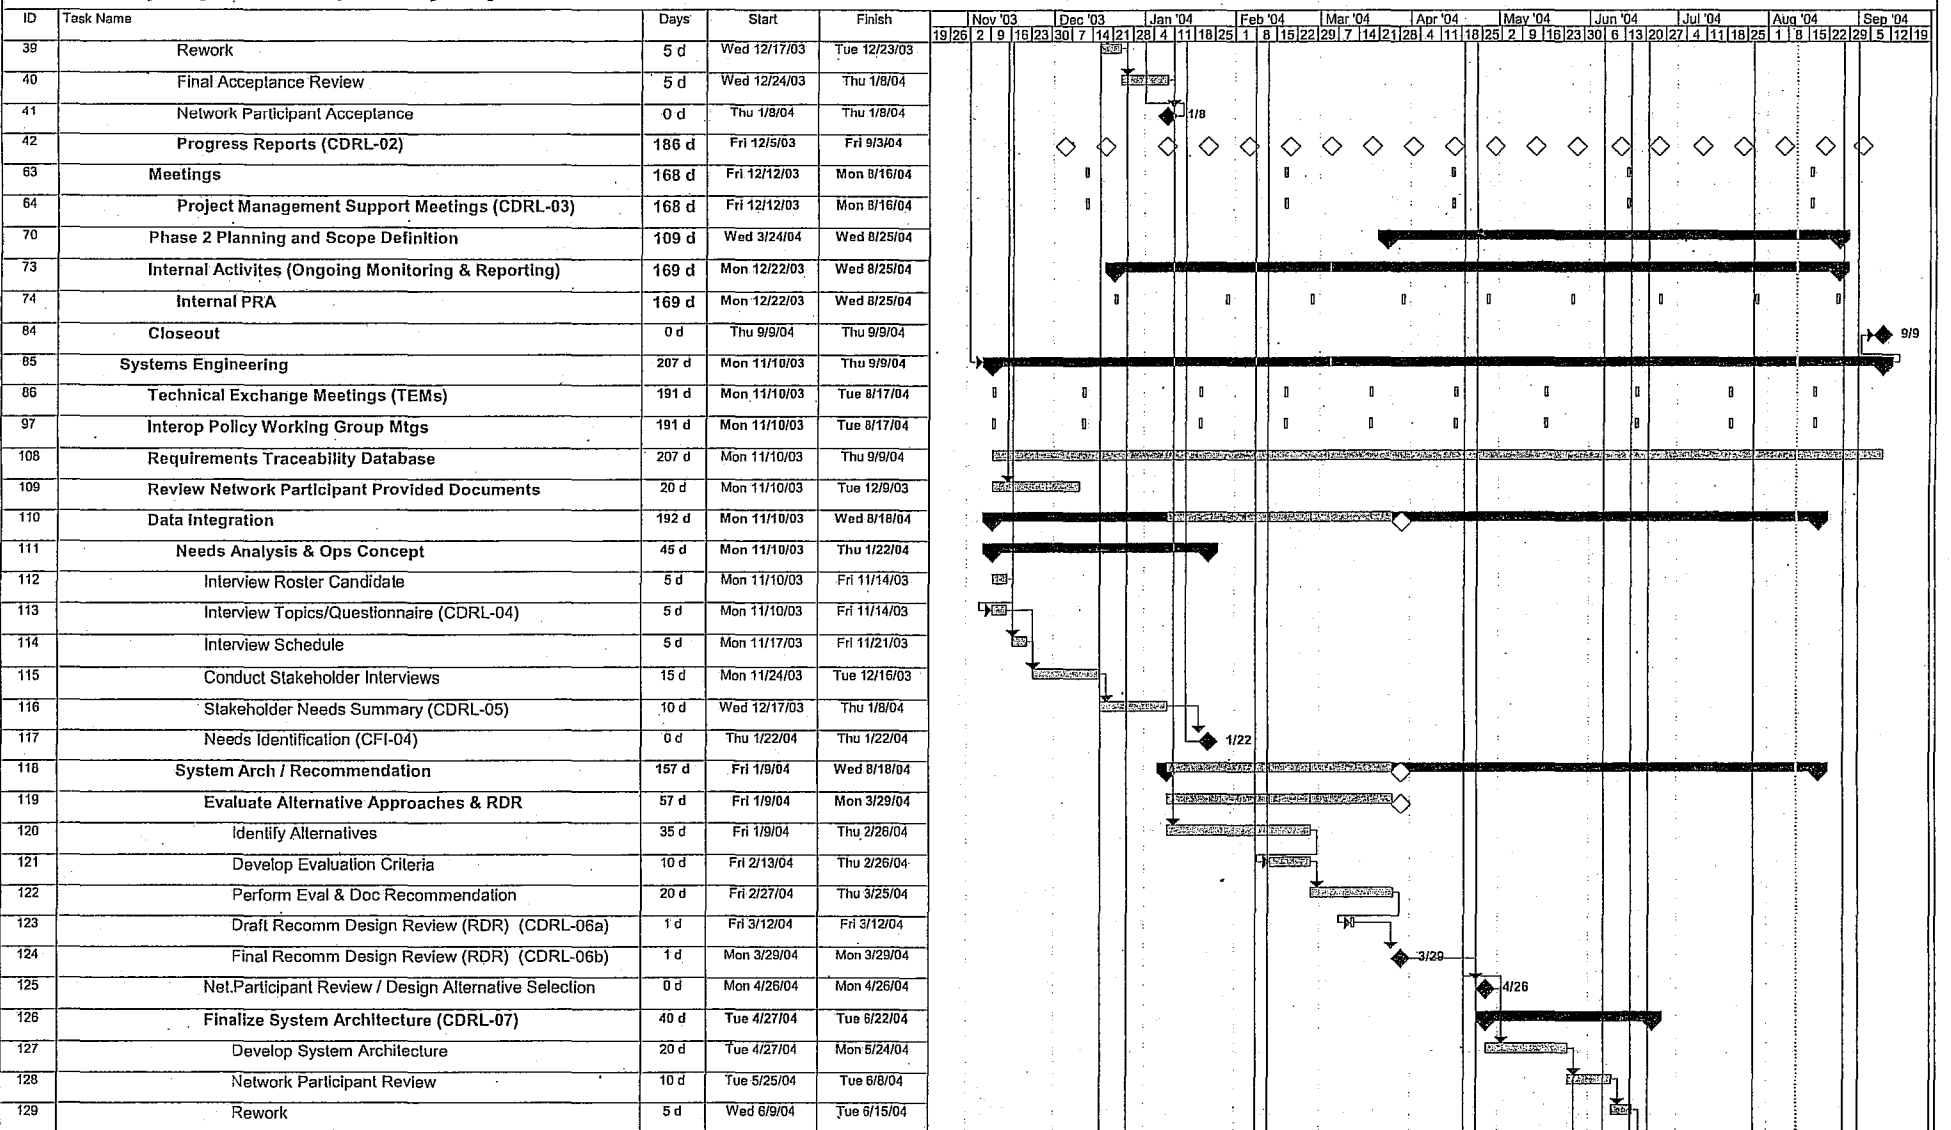 ID Task Name Days Start Finish Nov '03 Dec '03 Jan '04 Feb '04 Mar '04 Apr '04 May '04 Jun '04 Jul '04 Aug '04 Sep '04
19 26 2 9 16 23 30 7 14 21 28 4 11 18 25 1 8 15 22 29 7 14 21 28 4 11 18 25 2 9 16 23 30 6 13 20 27 4 11 18 25 1 8 15 22 29 5 12 19
39 Rework 5 d Wed 12/17/03 Tue 12/23/03
40 Final Acceptance Review 5 d Wed 12/24/03 Thu 1/8/04
41 Network Participant Acceptance 0 d Thu 1/8/04 Thu 1/8/04 1/8
42 Progress Reports (CDRL-02) 186 d Fri 12/5/03 Fri 9/3/04
63 Meetings 168 d Fri 12/12/03 Mon 8/16/04
64 Project Management Support Meetings (CDRL-03) 168 d Fri 12/12/03 Mon 8/16/04
70 Phase 2 Planning and Scope Definition 109 d Wed 3/24/04 Wed 8/25/04
73 Internal Activites (Ongoing Monitoring & Reporting) 169 d Mon 12/22/03 Wed 8/25/04
74 Internal PRA 169 d Mon 12/22/03 Wed 8/25/04
84 Closeout 0 d Thu 9/9/04 Thu 9/9/04 9/9
85 Systems Engineering 207 d Mon 11/10/03 Thu 9/9/04
86 Technical Exchange Meetings (TEMs) 191 d Mon 11/10/03 Tue 8/17/04
97 Interop Policy Working Group Mtgs 191 d Mon 11/10/03 Tue 8/17/04
108 Requirements Traceability Database 207 d Mon 11/10/03 Thu 9/9/04
109 Review Network Participant Provided Documents 20 d Mon 11/10/03 Tue 12/9/03
110 Data Integration 192 d Mon 11/10/03 Wed 8/18/04
111 Needs Analysis & Ops Concept 45 d Mon 11/10/03 Thu 1/22/04
112 Interview Roster Candidate 5 d Mon 11/10/03 Fri 11/14/03
113 Interview Topics/Questionnaire (CDRL-04) 5 d Mon 11/10/03 Fri 11/14/03
114 Interview Schedule 5 d Mon 11/17/03 Fri 11/21/03
115 Conduct Stakeholder Interviews 15 d Mon 11/24/03 Tue 12/16/03
116 Stakeholder Needs Summary (CDRL-05) 10 d Wed 12/17/03 Thu 1/8/04
117 Needs Identification (CFI-04) 0 d Thu 1/22/04 Thu 1/22/04 1/22
118 System Arch / Recommendation 157 d Fri 1/9/04 Wed 8/18/04
119 Evaluate Alternative Approaches & RDR 57 d Fri 1/9/04 Mon 3/29/04
120 Identify Alternatives 35 d Fri 1/9/04 Thu 2/26/04
121 Develop Evaluation Criteria 10 d Fri 2/13/04 Thu 2/26/04
122 Perform Eval & Doc Recommendation 20 d Fri 2/27/04 Thu 3/25/04
123 Draft Recomm Design Review (RDR) (CDRL-06a) 1 d Fri 3/12/04 Fri 3/12/04
124 Final Recomm Design Review (RDR) (CDRL-06b) 1 d Mon 3/29/04 Mon 3/29/04 3/29
125 Net.Participant Review / Design Alternative Selection 0 d Mon 4/26/04 Mon 4/26/04 4/26
126 Finalize System Architecture (CDRL-07) 40 d Tue 4/27/04 Tue 6/22/04
127 Develop System Architecture 20 d Tue 4/27/04 Mon 5/24/04
128 Network Participant Review 10 d Tue 5/25/04 Tue 6/8/04
129 Rework 5 d Wed 6/9/04 Tue 6/15/04